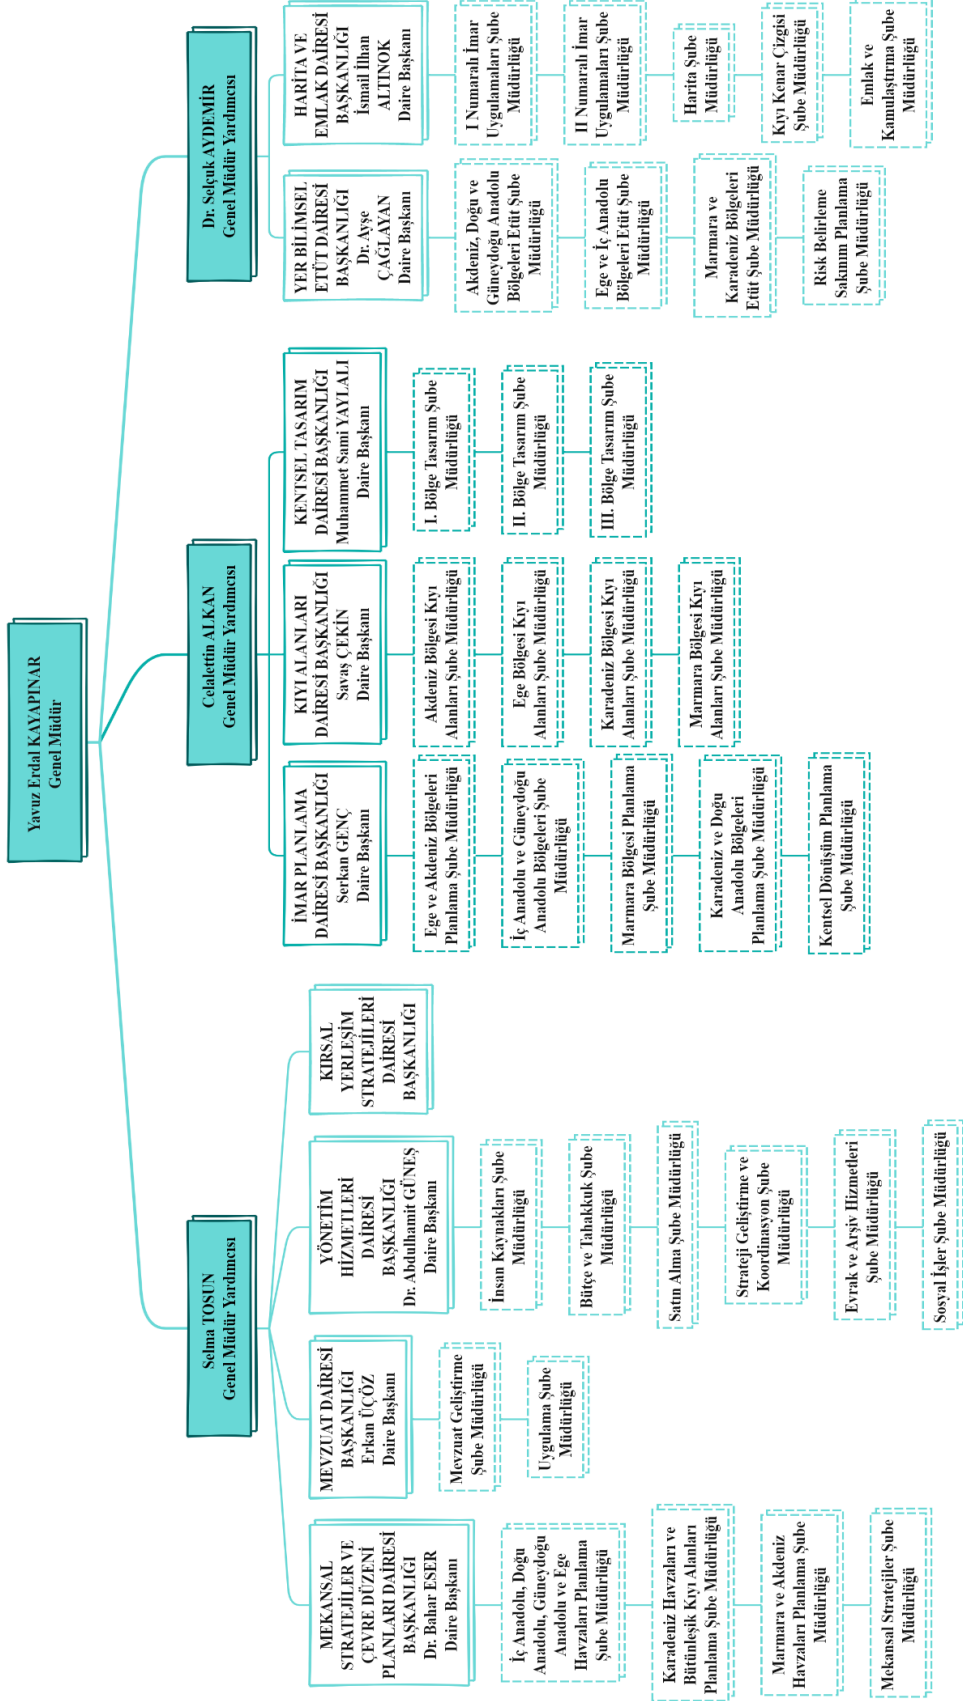 Yavuz Erdal KAYAPINAR
Genel Müdür
Selma TOSUN
Genel Müdür Yardımcısı
MEKANSAL
STRATEJİLER VE
ÇEVRE DÜZENİ
PLANLARI DAİRESİ
BAŞKANLIĞI
Dr. Bahar ESER
Daire Başkanı
İç Anadolu, Doğu
Anadolu, Güneydoğu
Anadolu ve Ege
Havzaları Planlama
Şube Müdürlüğü
Karadeniz Havzaları ve
Bütünleşik Kıyı Alanları
Planlama Şube Müdürlüğü
Marmara ve Akdeniz
Havzaları Planlama Şube
Müdürlüğü
Mekansal Stratejiler Şube
Müdürlüğü
MEVZUAT DAİRESİ
BAŞKANLIĞI
Erkan ÜÇÖZ
Daire Başkanı
Mevzuat Geliştirme
Şube Müdürlüğü
Uygulama Şube
Müdürlüğü
YÖNETİM
HİZMETLERİ
DAİRESİ
BAŞKANLIĞI
Dr. Abdulhamit GÜNEŞ
Daire Başkanı
İnsan Kaynakları Şube
Müdürlüğü
Bütçe ve Tahakkuk Şube
Müdürlüğü
Satın Alma Şube Müdürlüğü
Strateji Geliştirme ve
Koordinasyon Şube
Müdürlüğü
Evrak ve Arşiv Hizmetleri
Şube Müdürlüğü
Sosyal İşler Şube Müdürlüğü
KIRSAL
YERLEŞİM
STRATEJİLERİ
DAİRESİ
BAŞKANLIĞI
Celalettin ALKAN
Genel Müdür Yardımcısı
İMAR PLANLAMA
DAİRESİ BAŞKANLIĞI
Serkan GENÇ
Daire Başkanı
Ege ve Akdeniz Bölgeleri
Planlama Şube Müdürlüğü
İç Anadolu ve Güneydoğu
Anadolu Bölgeleri Şube
Müdürlüğü
Marmara Bölgesi Planlama
Şube Müdürlüğü
Karadeniz ve Doğu
Anadolu Bölgeleri
Planlama Şube Müdürlüğü
Kentsel Dönüşüm Planlama
Şube Müdürlüğü
KIYI ALANLARI
DAİRESİ BAŞKANLIĞI
Savaş ÇEKİN
Daire Başkanı
Akdeniz Bölgesi Kıyı
Alanları Şube Müdürlüğü
Ege Bölgesi Kıyı
Alanları Şube Müdürlüğü
Karadeniz Bölgesi Kıyı
Alanları Şube Müdürlüğü
Marmara Bölgesi Kıyı
Alanları Şube Müdürlüğü
KENTSEL TASARIM
DAİRESİ BAŞKANLIĞI
Muhammet Sami YAYLALI
Daire Başkanı
I. Bölge Tasarım Şube
Müdürlüğü
II. Bölge Tasarım Şube
Müdürlüğü
III. Bölge Tasarım Şube
Müdürlüğü
Dr. Selçuk AYDEMİR
Genel Müdür Yardımcısı
YER BİLİMSEL
ETÜT DAİRESİ
BAŞKANLIĞI
Dr. Ayşe
ÇAĞLAYAN
Daire Başkanı
Akdeniz, Doğu ve
Güneydoğu Anadolu
Bölgeleri Etüt Şube
Müdürlüğü
Ege ve İç Anadolu
Bölgeleri Etüt Şube
Müdürlüğü
Marmara ve
Karadeniz Bölgeleri
Etüt Şube Müdürlüğü
Risk Belirleme
Sakınım Planlama
Şube Müdürlüğü
HARİTA VE
EMLAK DAİRESİ
BAŞKANLIĞI
İsmail İlhan
ALTINOK
Daire Başkanı
I Numaralı İmar
Uygulamaları Şube
Müdürlüğü
II Numaralı İmar
Uygulamaları Şube
Müdürlüğü
Harita Şube
Müdürlüğü
Kıyı Kenar Çizgisi
Şube Müdürlüğü
Emlak ve
Kamulaştırma Şube
Müdürlüğü